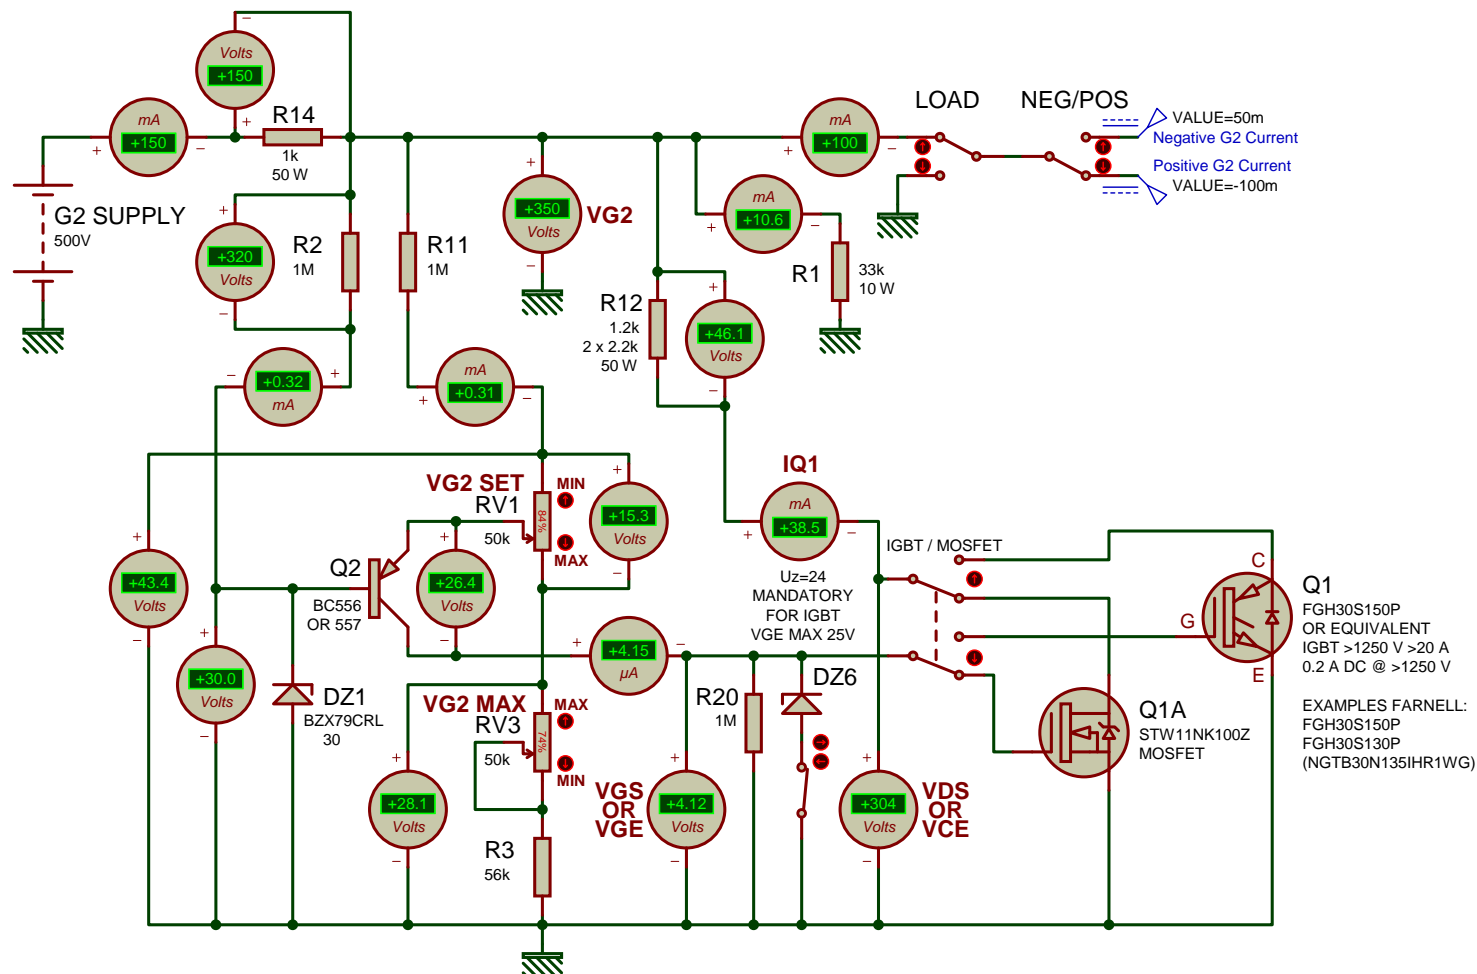 Volts
+150
mA
+150
R14
1k
50 W
G2 SUPPLY
500V
+320
Volts
R2
1M
R11
1M
+350
Volts
VG2
mA
+100
LOAD
NEG/POS
VALUE=50m
Negative G2 Current
Positive G2 Current
VALUE=-100m
mA
+10.6
R1
33k
10 W
R12
1.2k
2 x 2.2k
50 W
+46.1
Volts
+0.32
mA
mA
+0.31
VG2 SET
RV1
50k
84%
MIN
MAX
+15.3
Volts
IQ1
mA
+38.5
+43.4
Volts
Q2
BC556
OR 557
+26.4
Volts
Uz=24
MANDATORY
FOR IGBT
VGE MAX 25V
IGBT / MOSFET
C
G
E
Q1
FGH30S150P
OR EQUIVALENT
IGBT >1250 V >20 A
0.2 A DC @ >1250 V
EXAMPLES FARNELL:
FGH30S150P
FGH30S130P
(NGTB30N135IHR1WG)
+30.0
Volts
DZ1
BZX79CRL
30
+4.15
µA
VG2 MAX
RV3
50k
74%
MAX
MIN
R20
1M
DZ6
Q1A
STW11NK100Z
MOSFET
+28.1
Volts
R3
56k
VGS
OR
VGE
+4.12
Volts
+304
Volts
VDS
OR
VCE